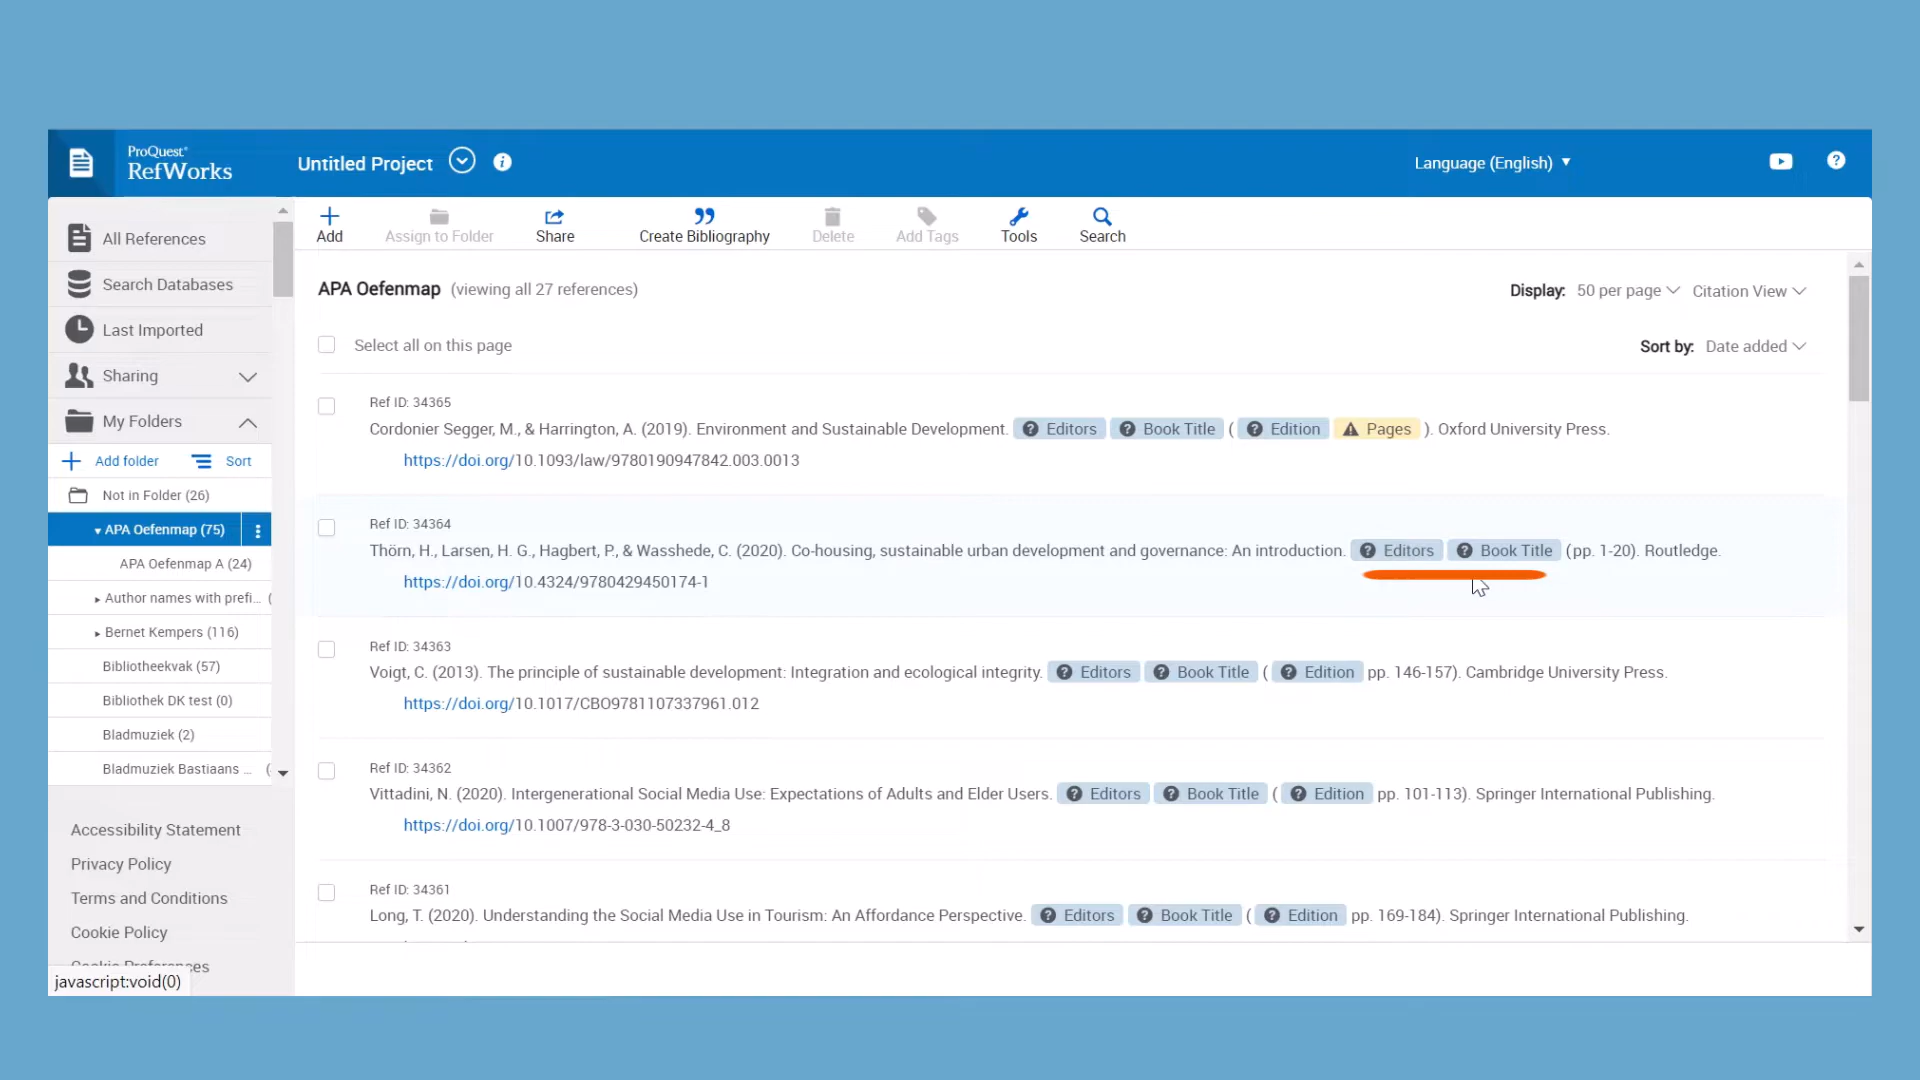 ProQuest®
RefWorks
Untitled Project
Language (English)
Add
Assign to Folder
Share
Create Bibliography
Delete
Add Tags
Tools
Search
All References
Search Databases
Last Imported
Sharing
My Folders
Add folder
Sort
Not in Folder (26)
APA Oefenmap (75)
APA Oefenmap A (24)
Author names with prefi... (
Bernet Kempers (116)
Bibliotheekvak (57)
Bibliothek DK test (0)
Bladmuziek (2)
Bladmuziek Bastiaans ... (
Accessibility Statement
Privacy Policy
Terms and Conditions
Cookie Policy
Cookie Preferences
javascript:void(0)
APA Oefenmap (viewing all 27 references)
Display: 50 per page Citation View
Select all on this page
Sort by: Date added
Ref ID: 34365
Cordonier Segger, M., & Harrington, A. (2019). Environment and Sustainable Development. Editors Book Title ( Edition Pages ). Oxford University Press.
https://doi.org/10.1093/law/9780190947842.003.0013
Ref ID: 34364
Thörn, H., Larsen, H. G., Hagbert, P., & Wasshede, C. (2020). Co-housing, sustainable urban development and governance: An introduction. Editors Book Title (pp. 1-20). Routledge.
https://doi.org/10.4324/9780429450174-1
Ref ID: 34363
Voigt, C. (2013). The principle of sustainable development: Integration and ecological integrity. Editors Book Title ( Edition pp. 146-157). Cambridge University Press.
https://doi.org/10.1017/CBO9781107337961.012
Ref ID: 34362
Vittadini, N. (2020). Intergenerational Social Media Use: Expectations of Adults and Elder Users. Editors Book Title ( Edition pp. 101-113). Springer International Publishing.
https://doi.org/10.1007/978-3-030-50232-4_8
Ref ID: 34361
Long, T. (2020). Understanding the Social Media Use in Tourism: An Affordance Perspective. Editors Book Title ( Edition pp. 169-184). Springer International Publishing.